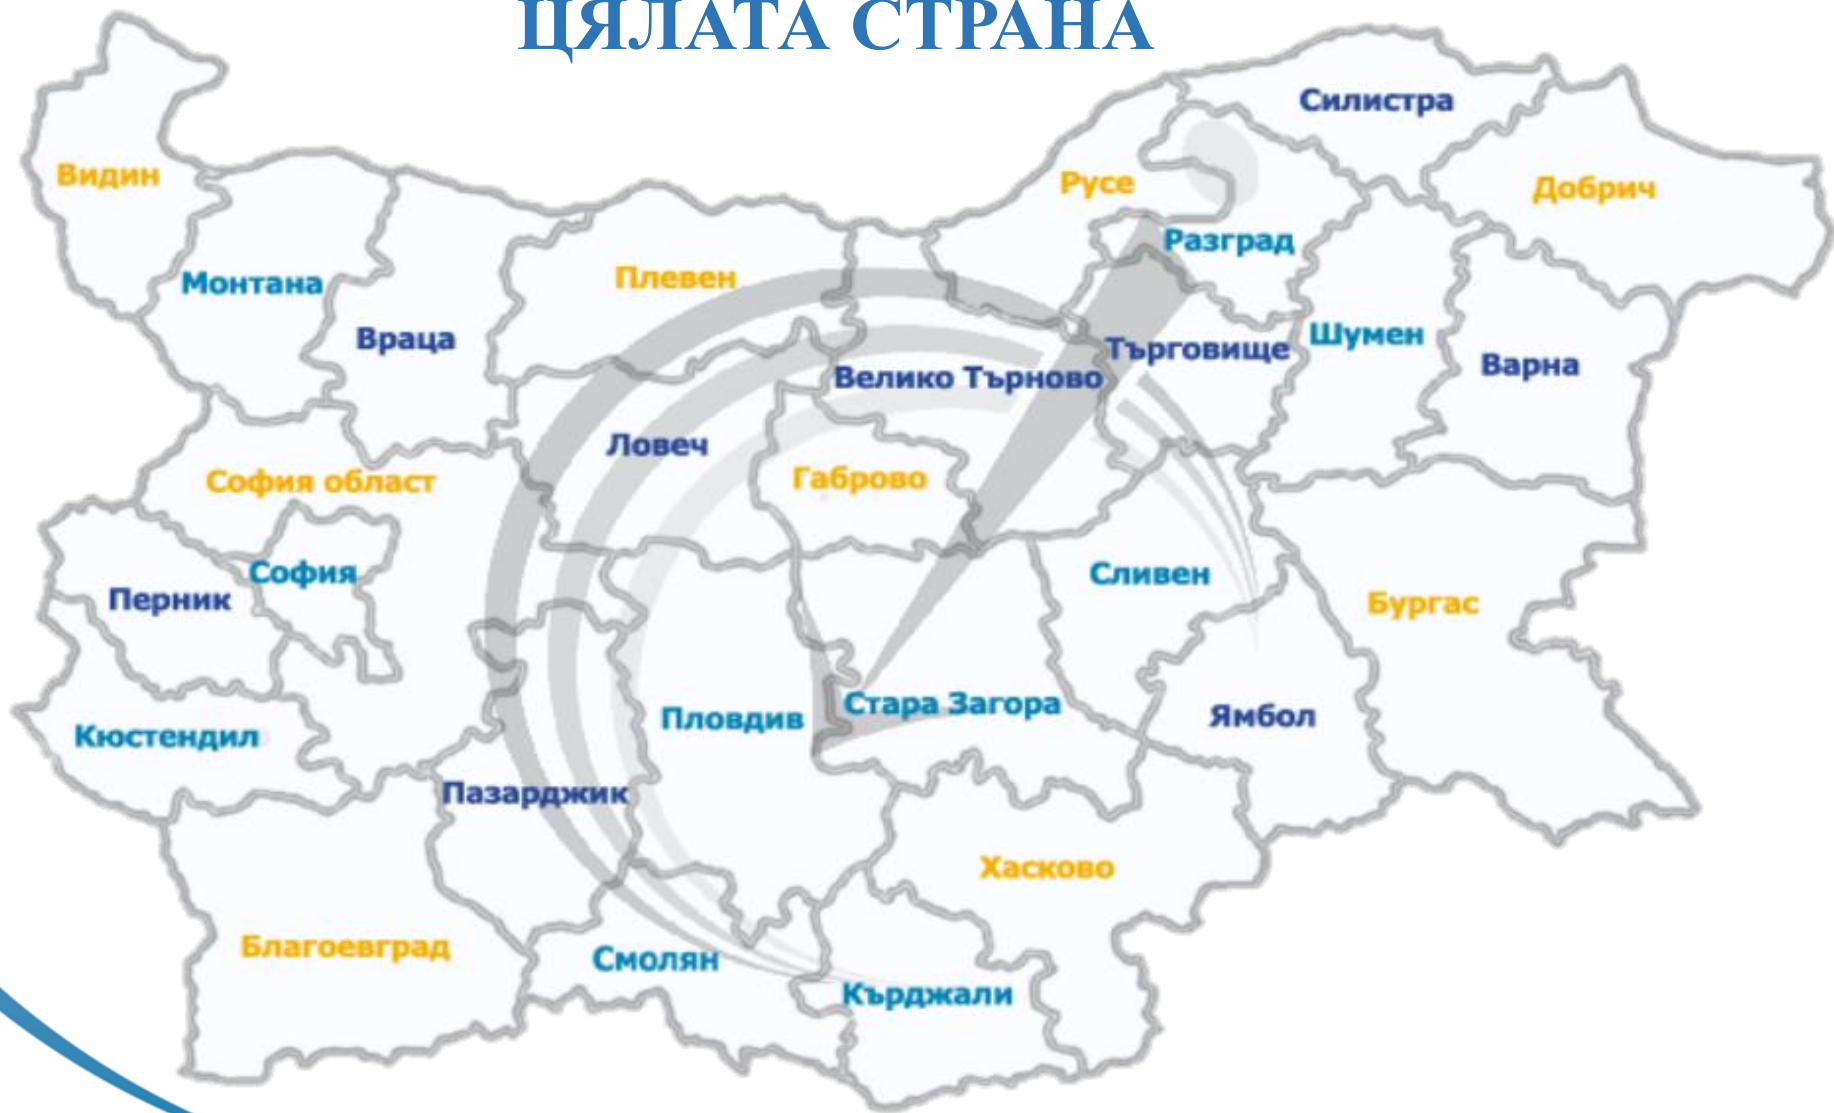 ЦЯЛАТА СТРАНА
Силистра
Видин
Русе
Добрич
Разград
Монтана
Плевен
Враца
Търговище
Шумен
Варна
Велико Търново
Ловеч
София област
Габрово
София
Сливен
Перник
Бургас
Кюстендил
Пловдив
Стара Загора
Ямбол
Пазарджик
Хасково
Благоевград
Смолян
Кърджали